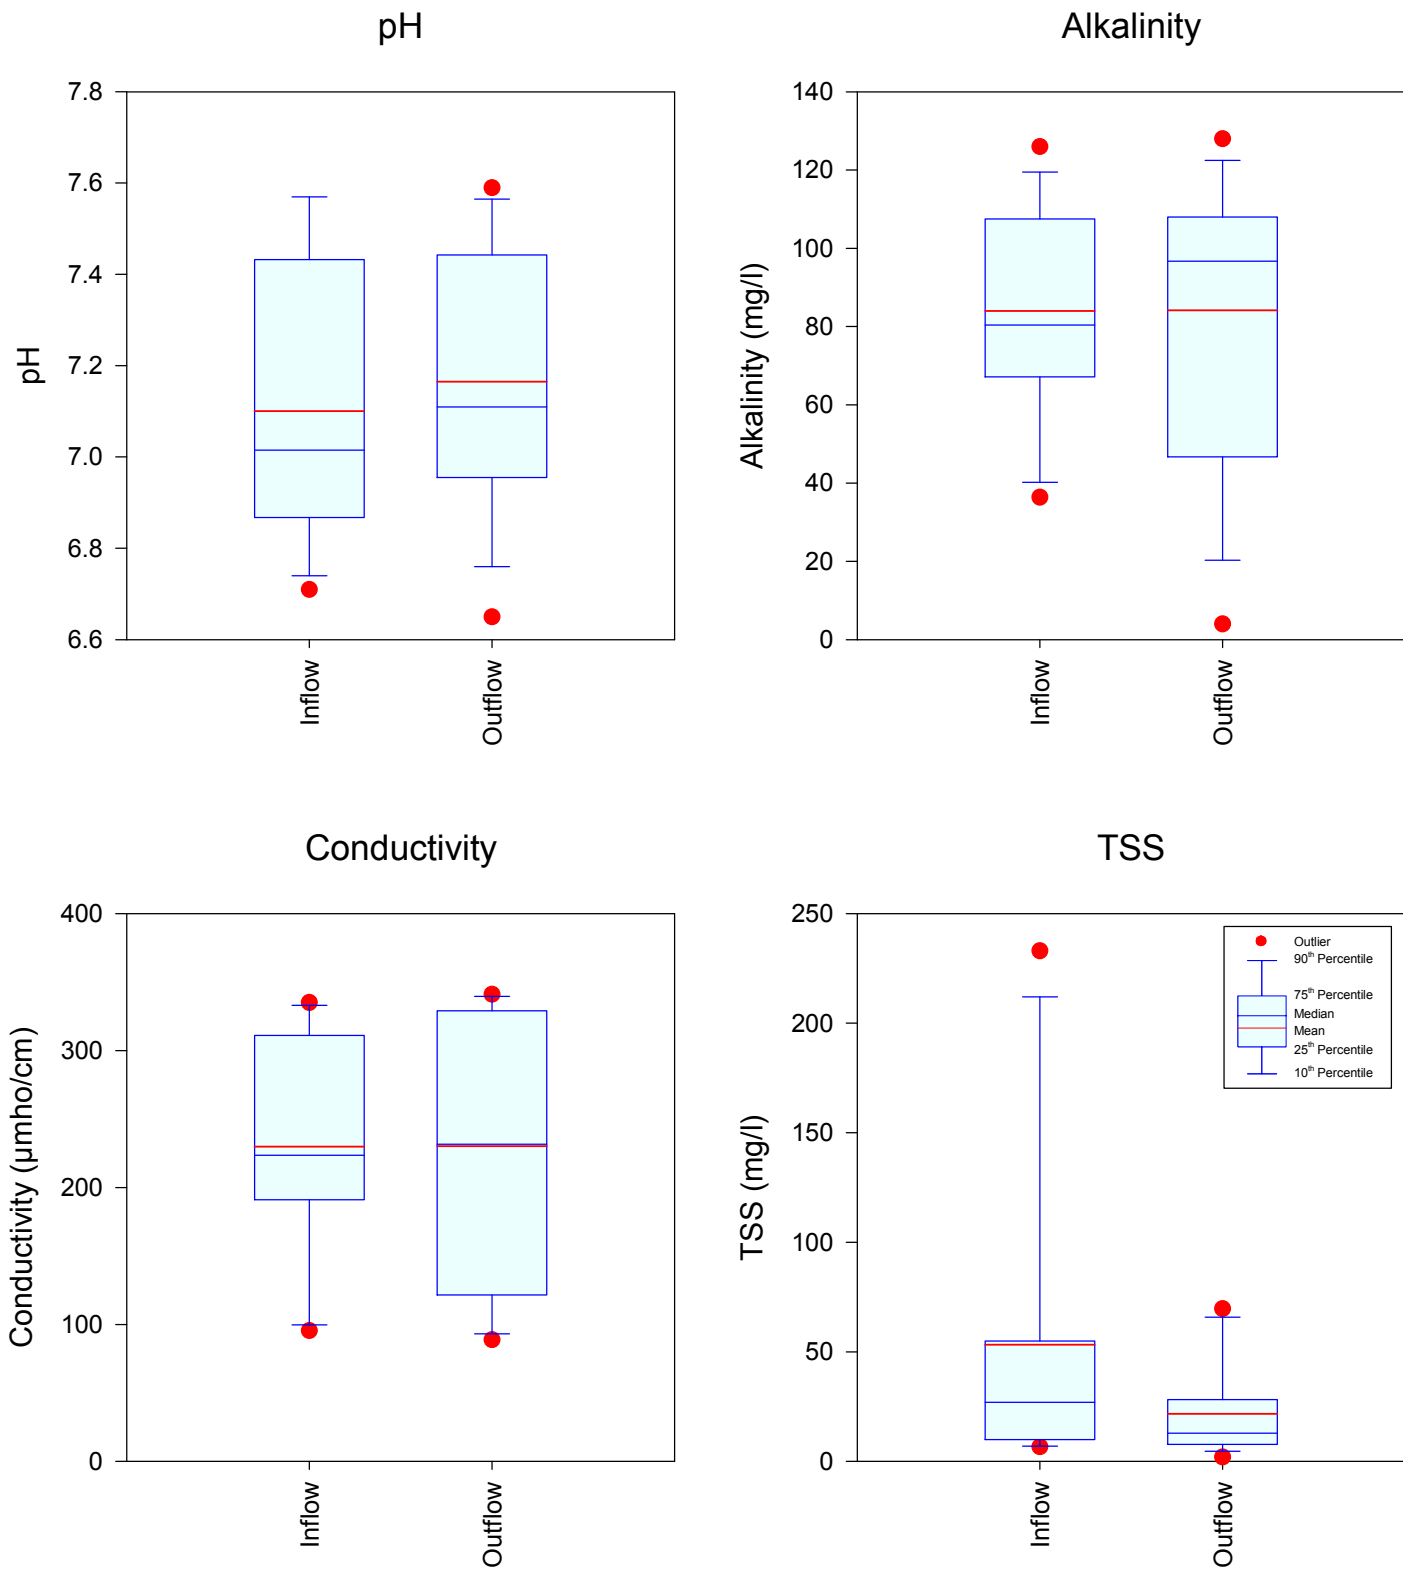 pH
7.8
7.6
7.4
7.2
7.0
6.8
6.6
pH
Inflow
Outflow
Alkalinity
140
120
100
80
60
40
20
0
Alkalinity (mg/l)
Inflow
Outflow
Conductivity
400
300
200
100
0
Conductivity (µmho/cm)
Inflow
Outflow
TSS
250
200
150
100
50
0
TSS (mg/l)
Inflow
Outflow
Outlier
90th Percentile
75th Percentile
Median
Mean
25th Percentile
10th Percentile